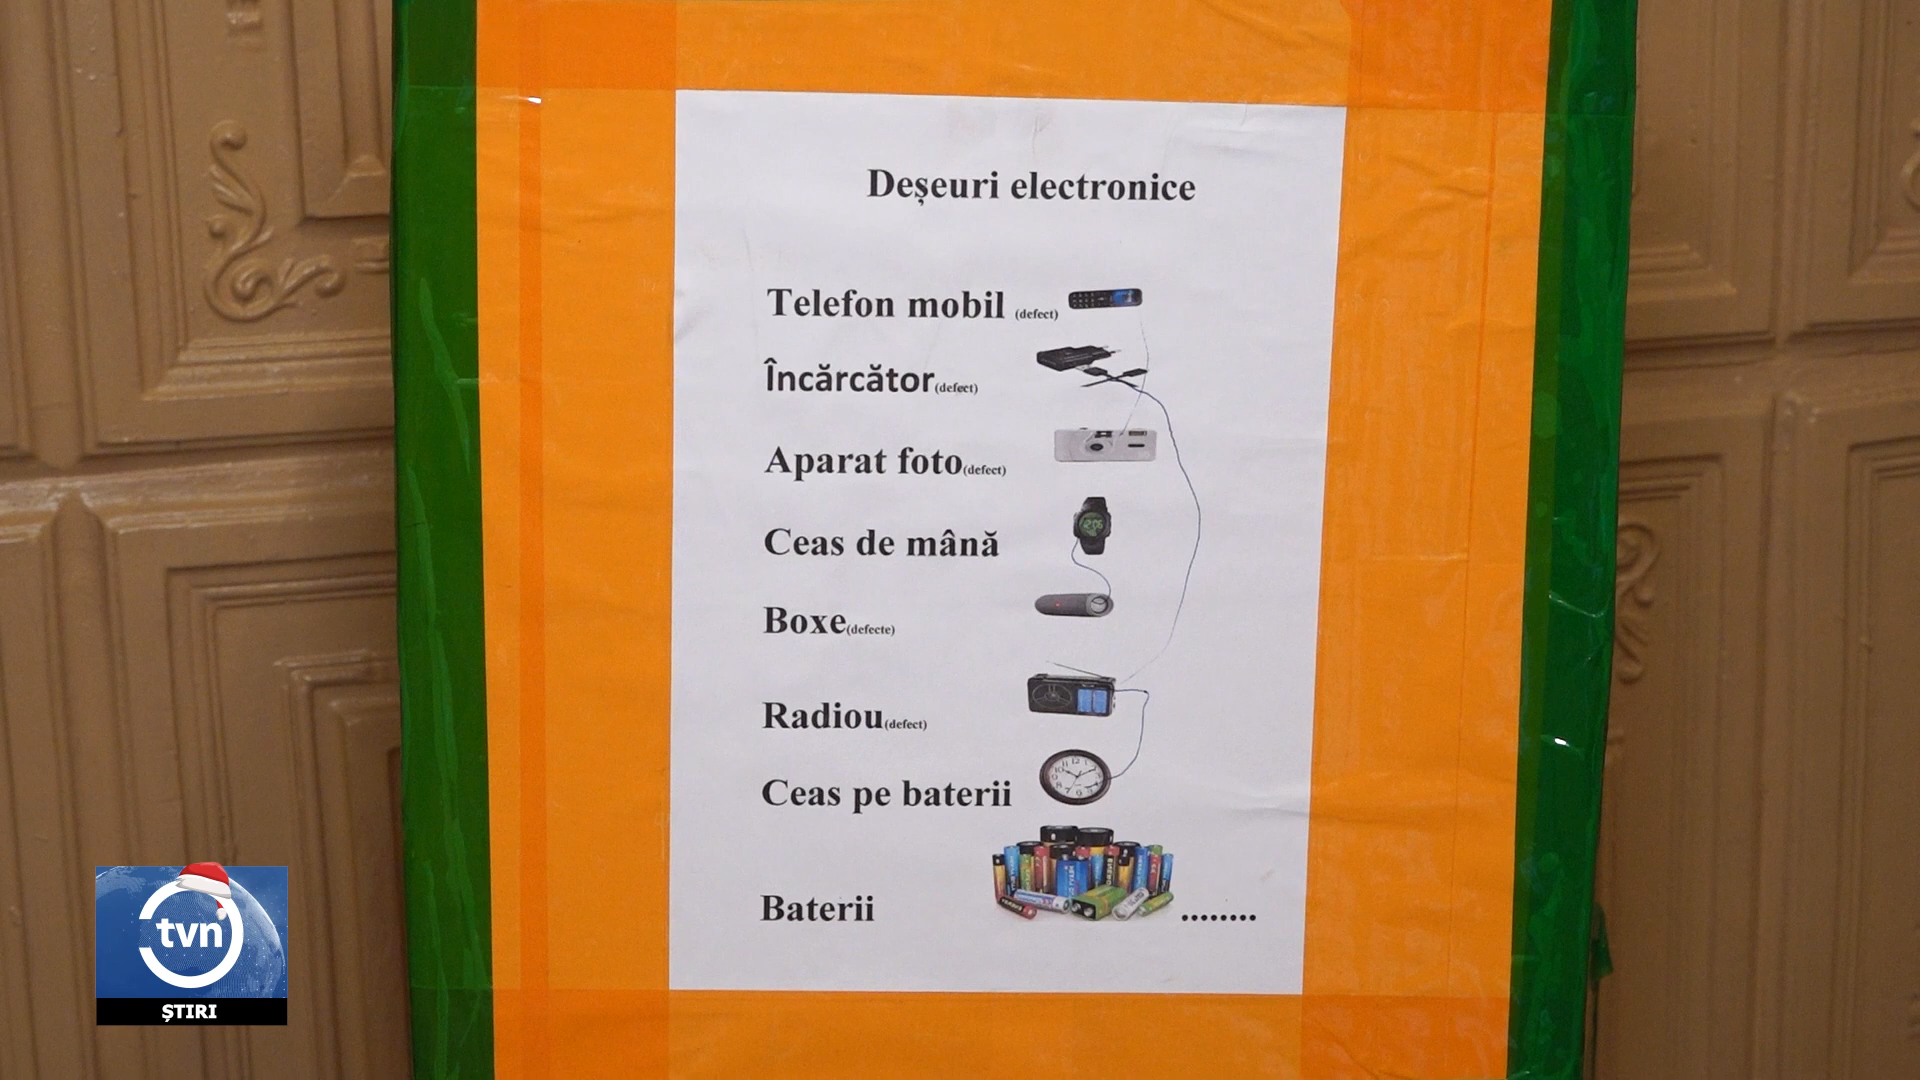 Deșeuri electronice
Telefon mobil (defect)
Încărcător(defect)
Aparat foto(defect)
Ceas de mână
Boxe(defecte)
Radiou(defect)
Ceas pe baterii
Baterii ........
tvn
ȘTIRI